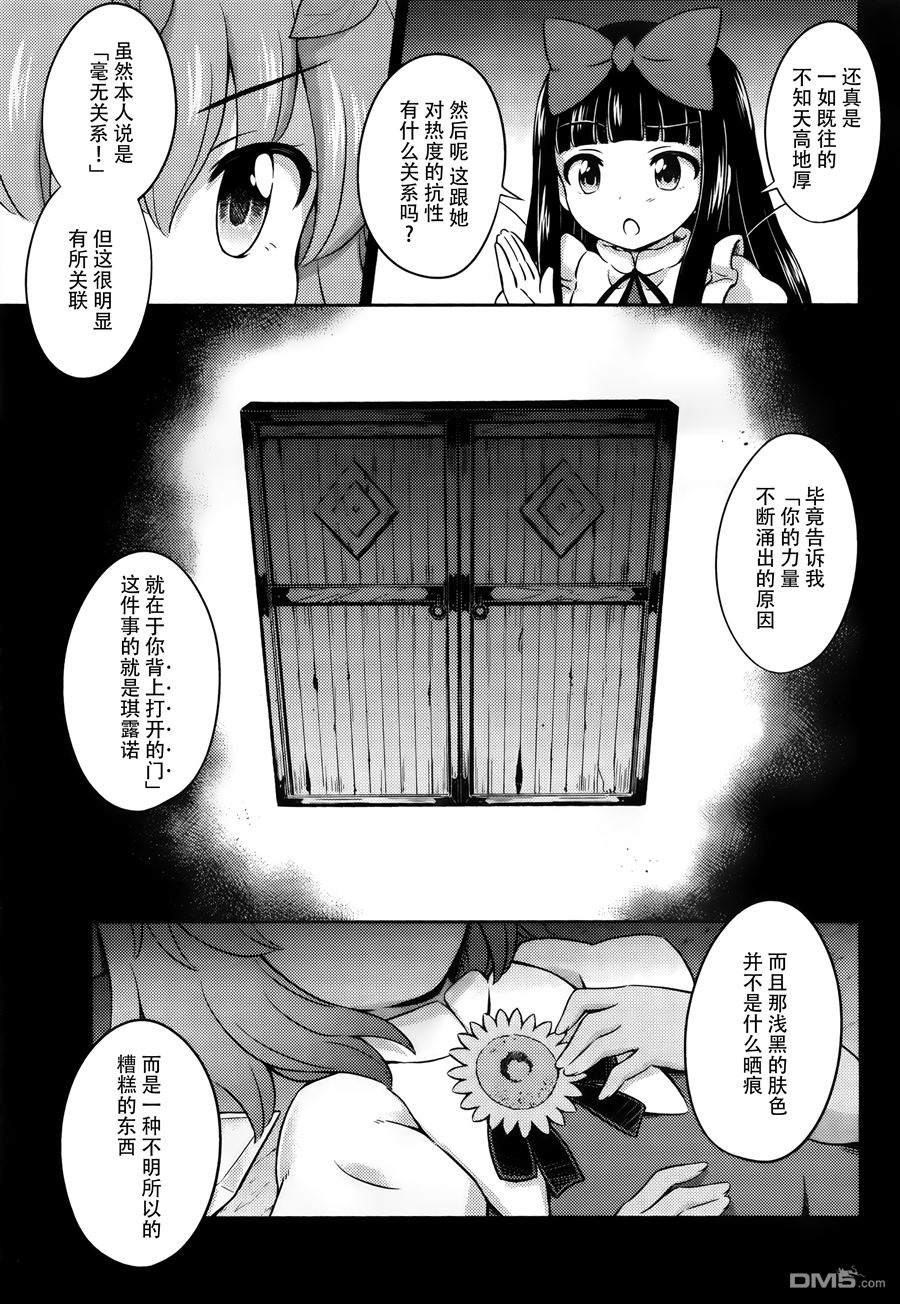 还真是
一如既往的
不知天高地厚
然后呢 这跟她
对热度的抗性
有什么关系吗？
虽然本人说是
「毫无关系！」
但这很明显
有所关联
毕竟告诉我
「你的力量
不断涌出的原因
就在于你背上打开的门」
这件事的就是琪露诺
而且那浅黑的肤色
并不是什么晒痕
而是一种不明所以的
糟糕的东西
DM5.com